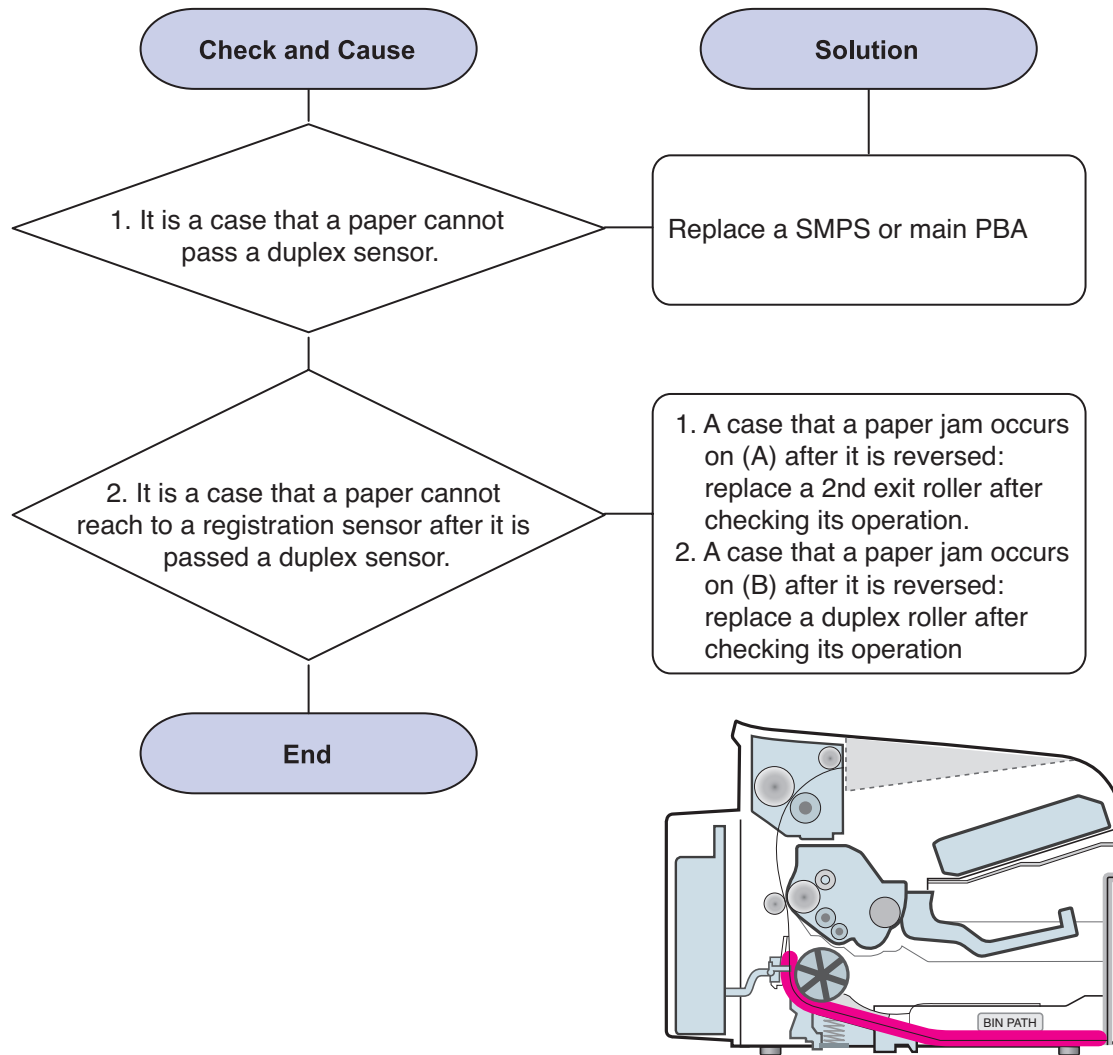 Check and Cause
Solution
1. It is a case that a paper cannot
pass a duplex sensor.
Replace a SMPS or main PBA
2. It is a case that a paper cannot
reach to a registration sensor after it is
passed a duplex sensor.
1. A case that a paper jam occurs
on (A) after it is reversed:
replace a 2nd exit roller after
checking its operation.
2. A case that a paper jam occurs
on (B) after it is reversed:
replace a duplex roller after
checking its operation
End
BIN PATH